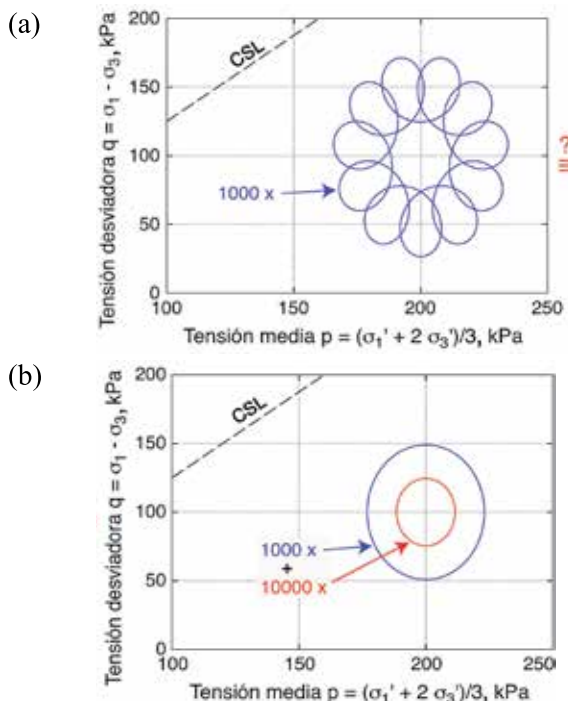 (a)
Tensión desviadora q = σ1 - σ3, kPa
200
150
100
50
0
CSL
1000 x
100
150
200
250
Tensión media p = (σ1' + 2 σ3')/3, kPa
(b)
Tensión desviadora q = σ1 - σ3, kPa
200
150
100
50
0
CSL
1000 x
+
10000 x
100
150
200
250
Tensión media p = (σ1' + 2 σ3')/3, kPa